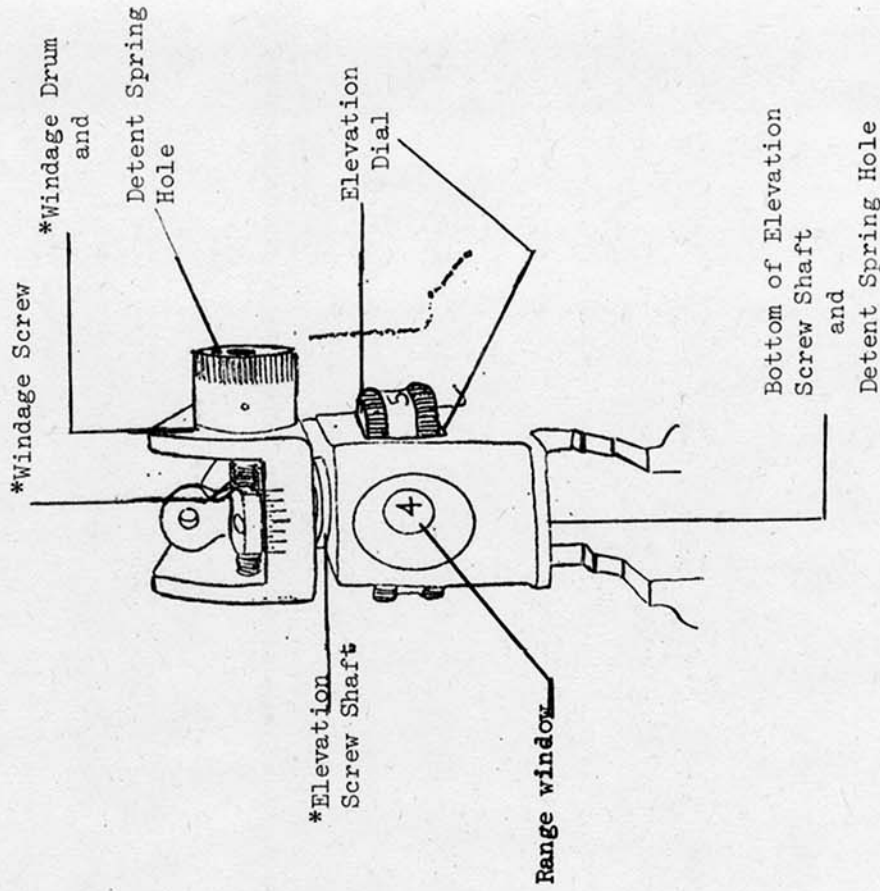 *Windage Screw
*Windage Drum
and
Detent Spring
Hole
Elevation
Dial
5
4
*Elevation
Screw Shaft
Range window
Bottom of Elevation
Screw Shaft
and
Detent Spring Hole